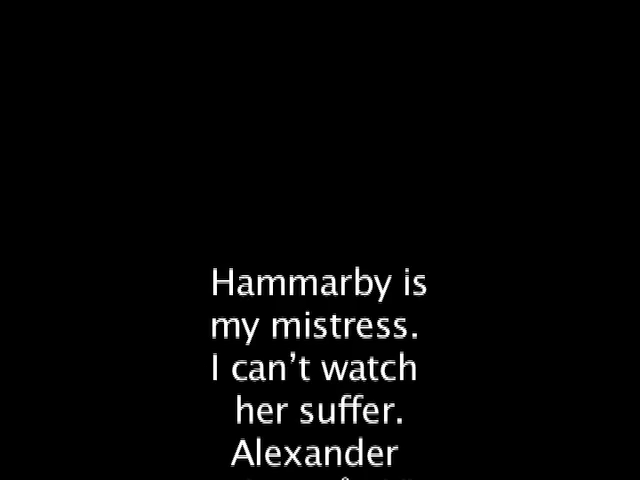 Hammarby is
my mistress.
I can’t watch
her suffer.
Alexander